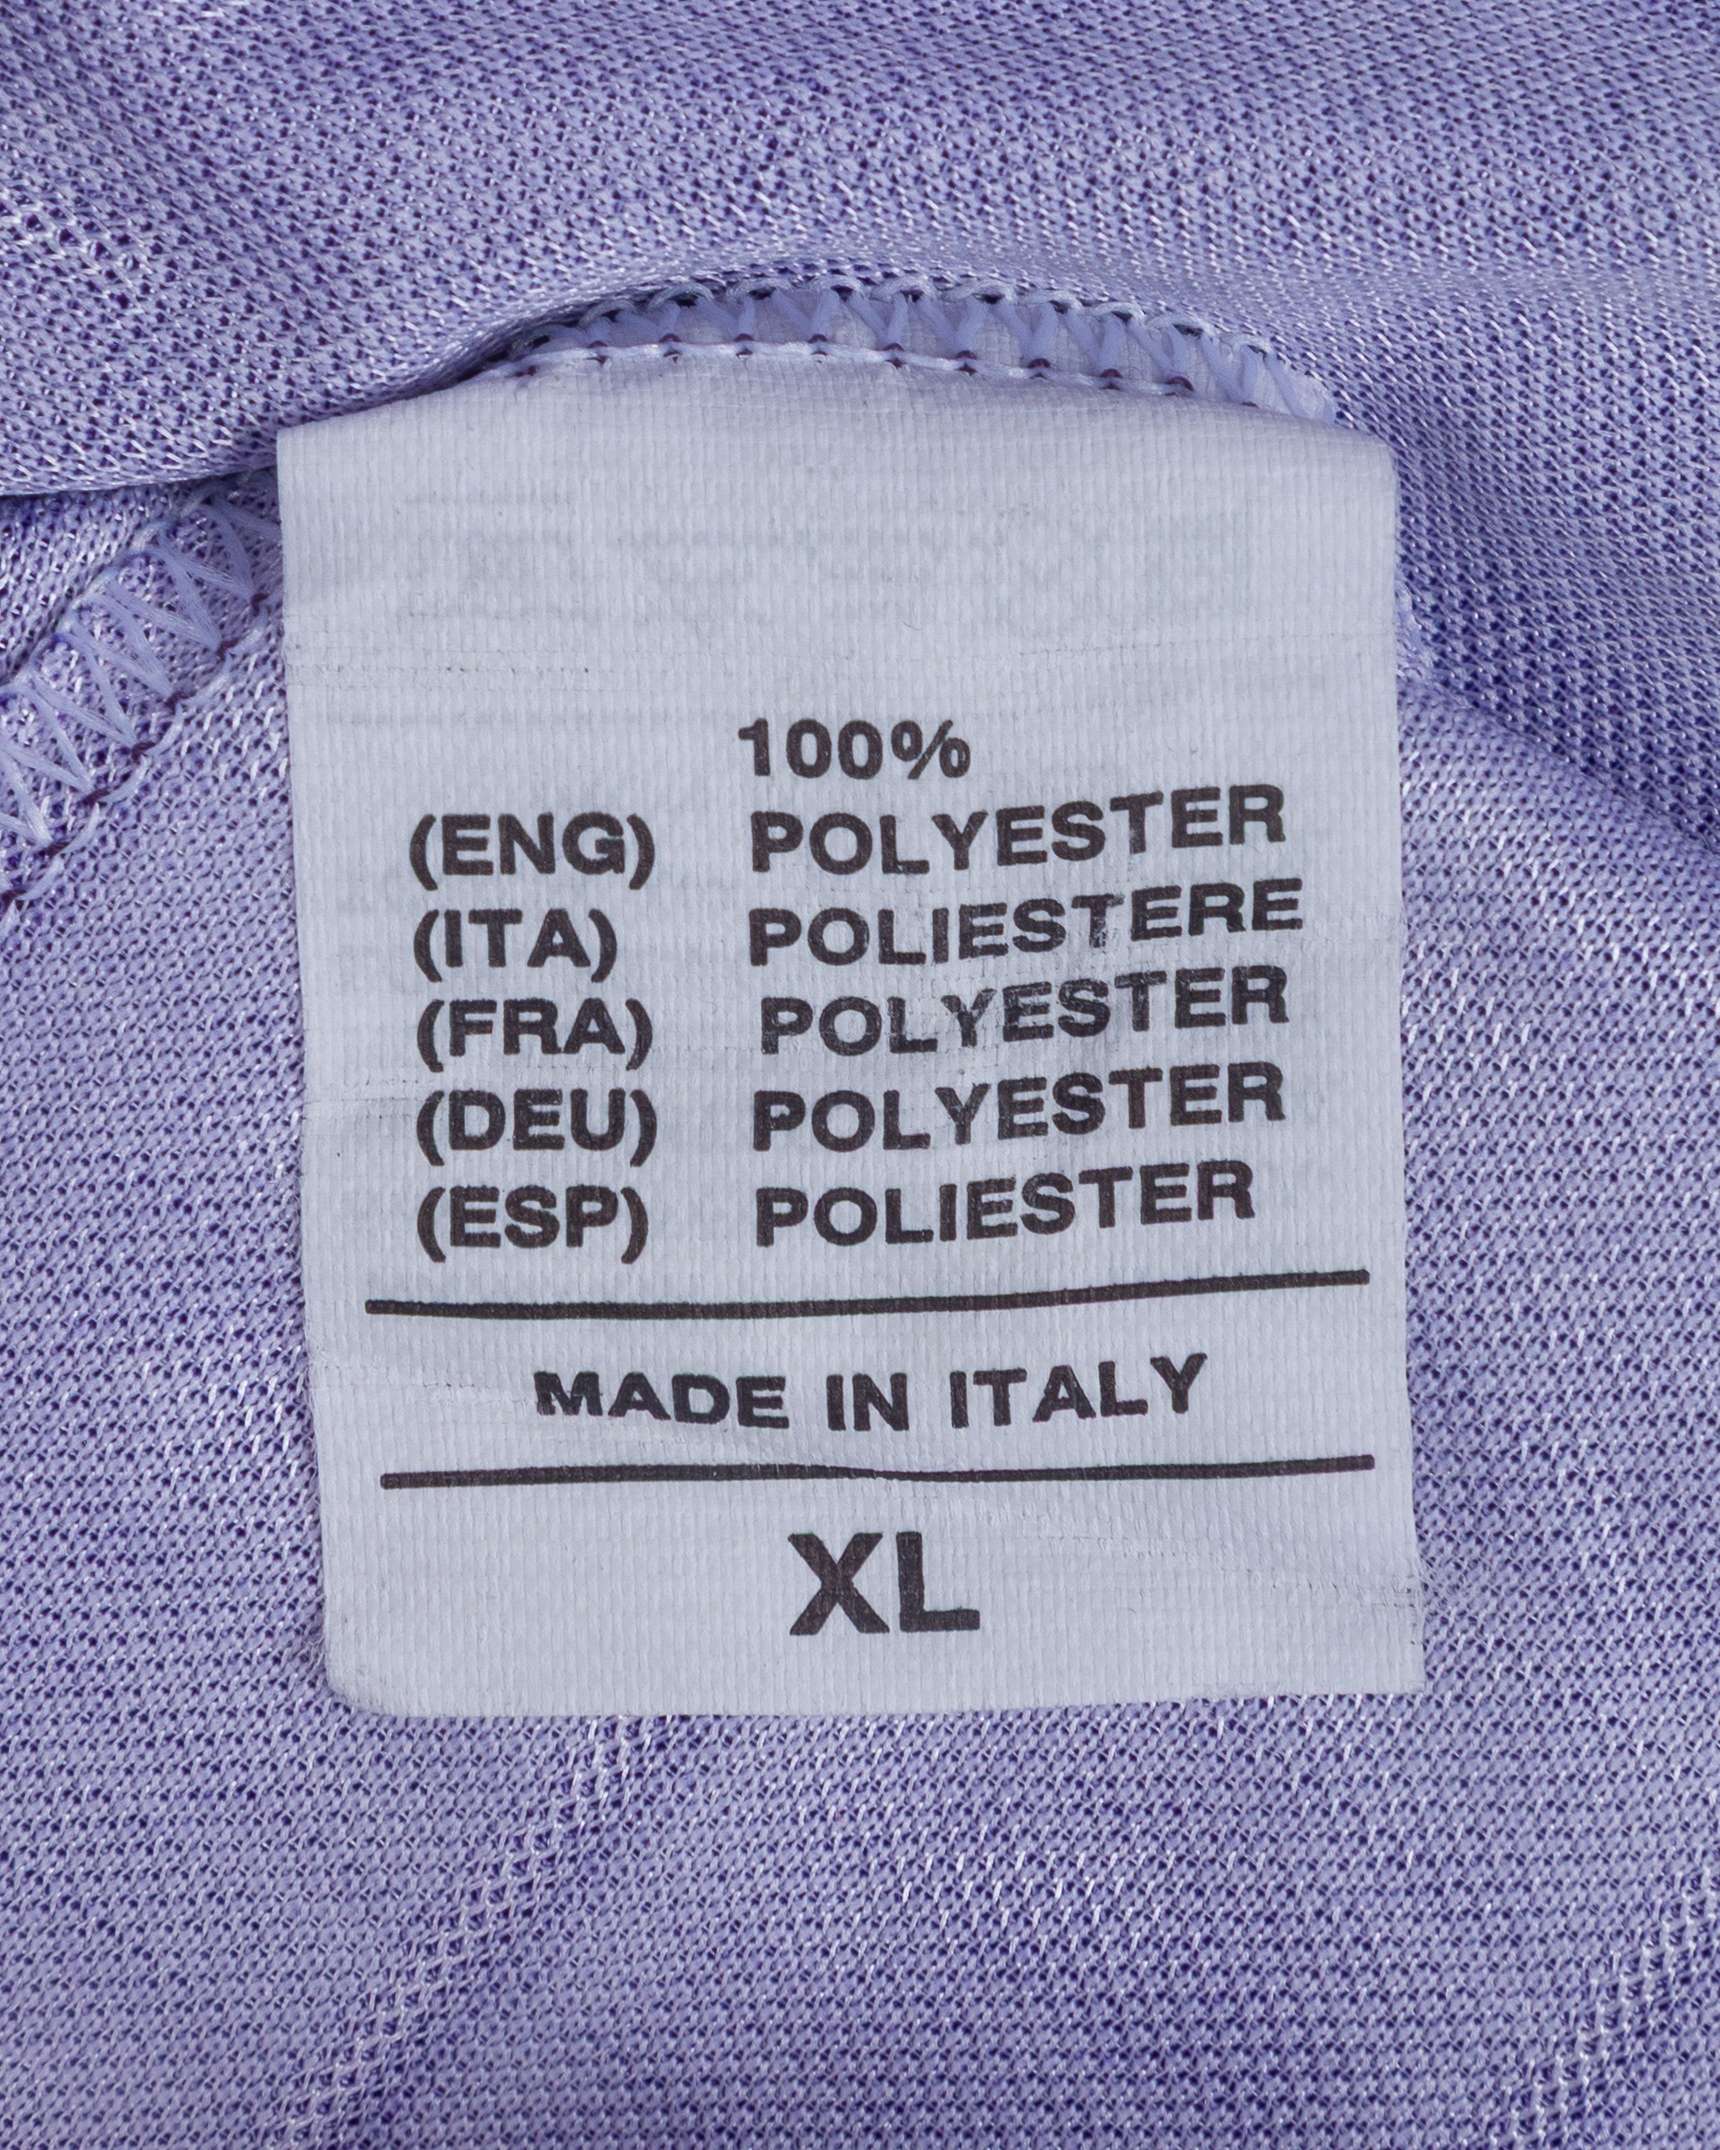 100%
(ENG) POLYESTER
(ITA) POLIESTERE
(FRA) POLYESTER
(DEU) POLYESTER
(ESP) POLIESTER
MADE IN ITALY
XL